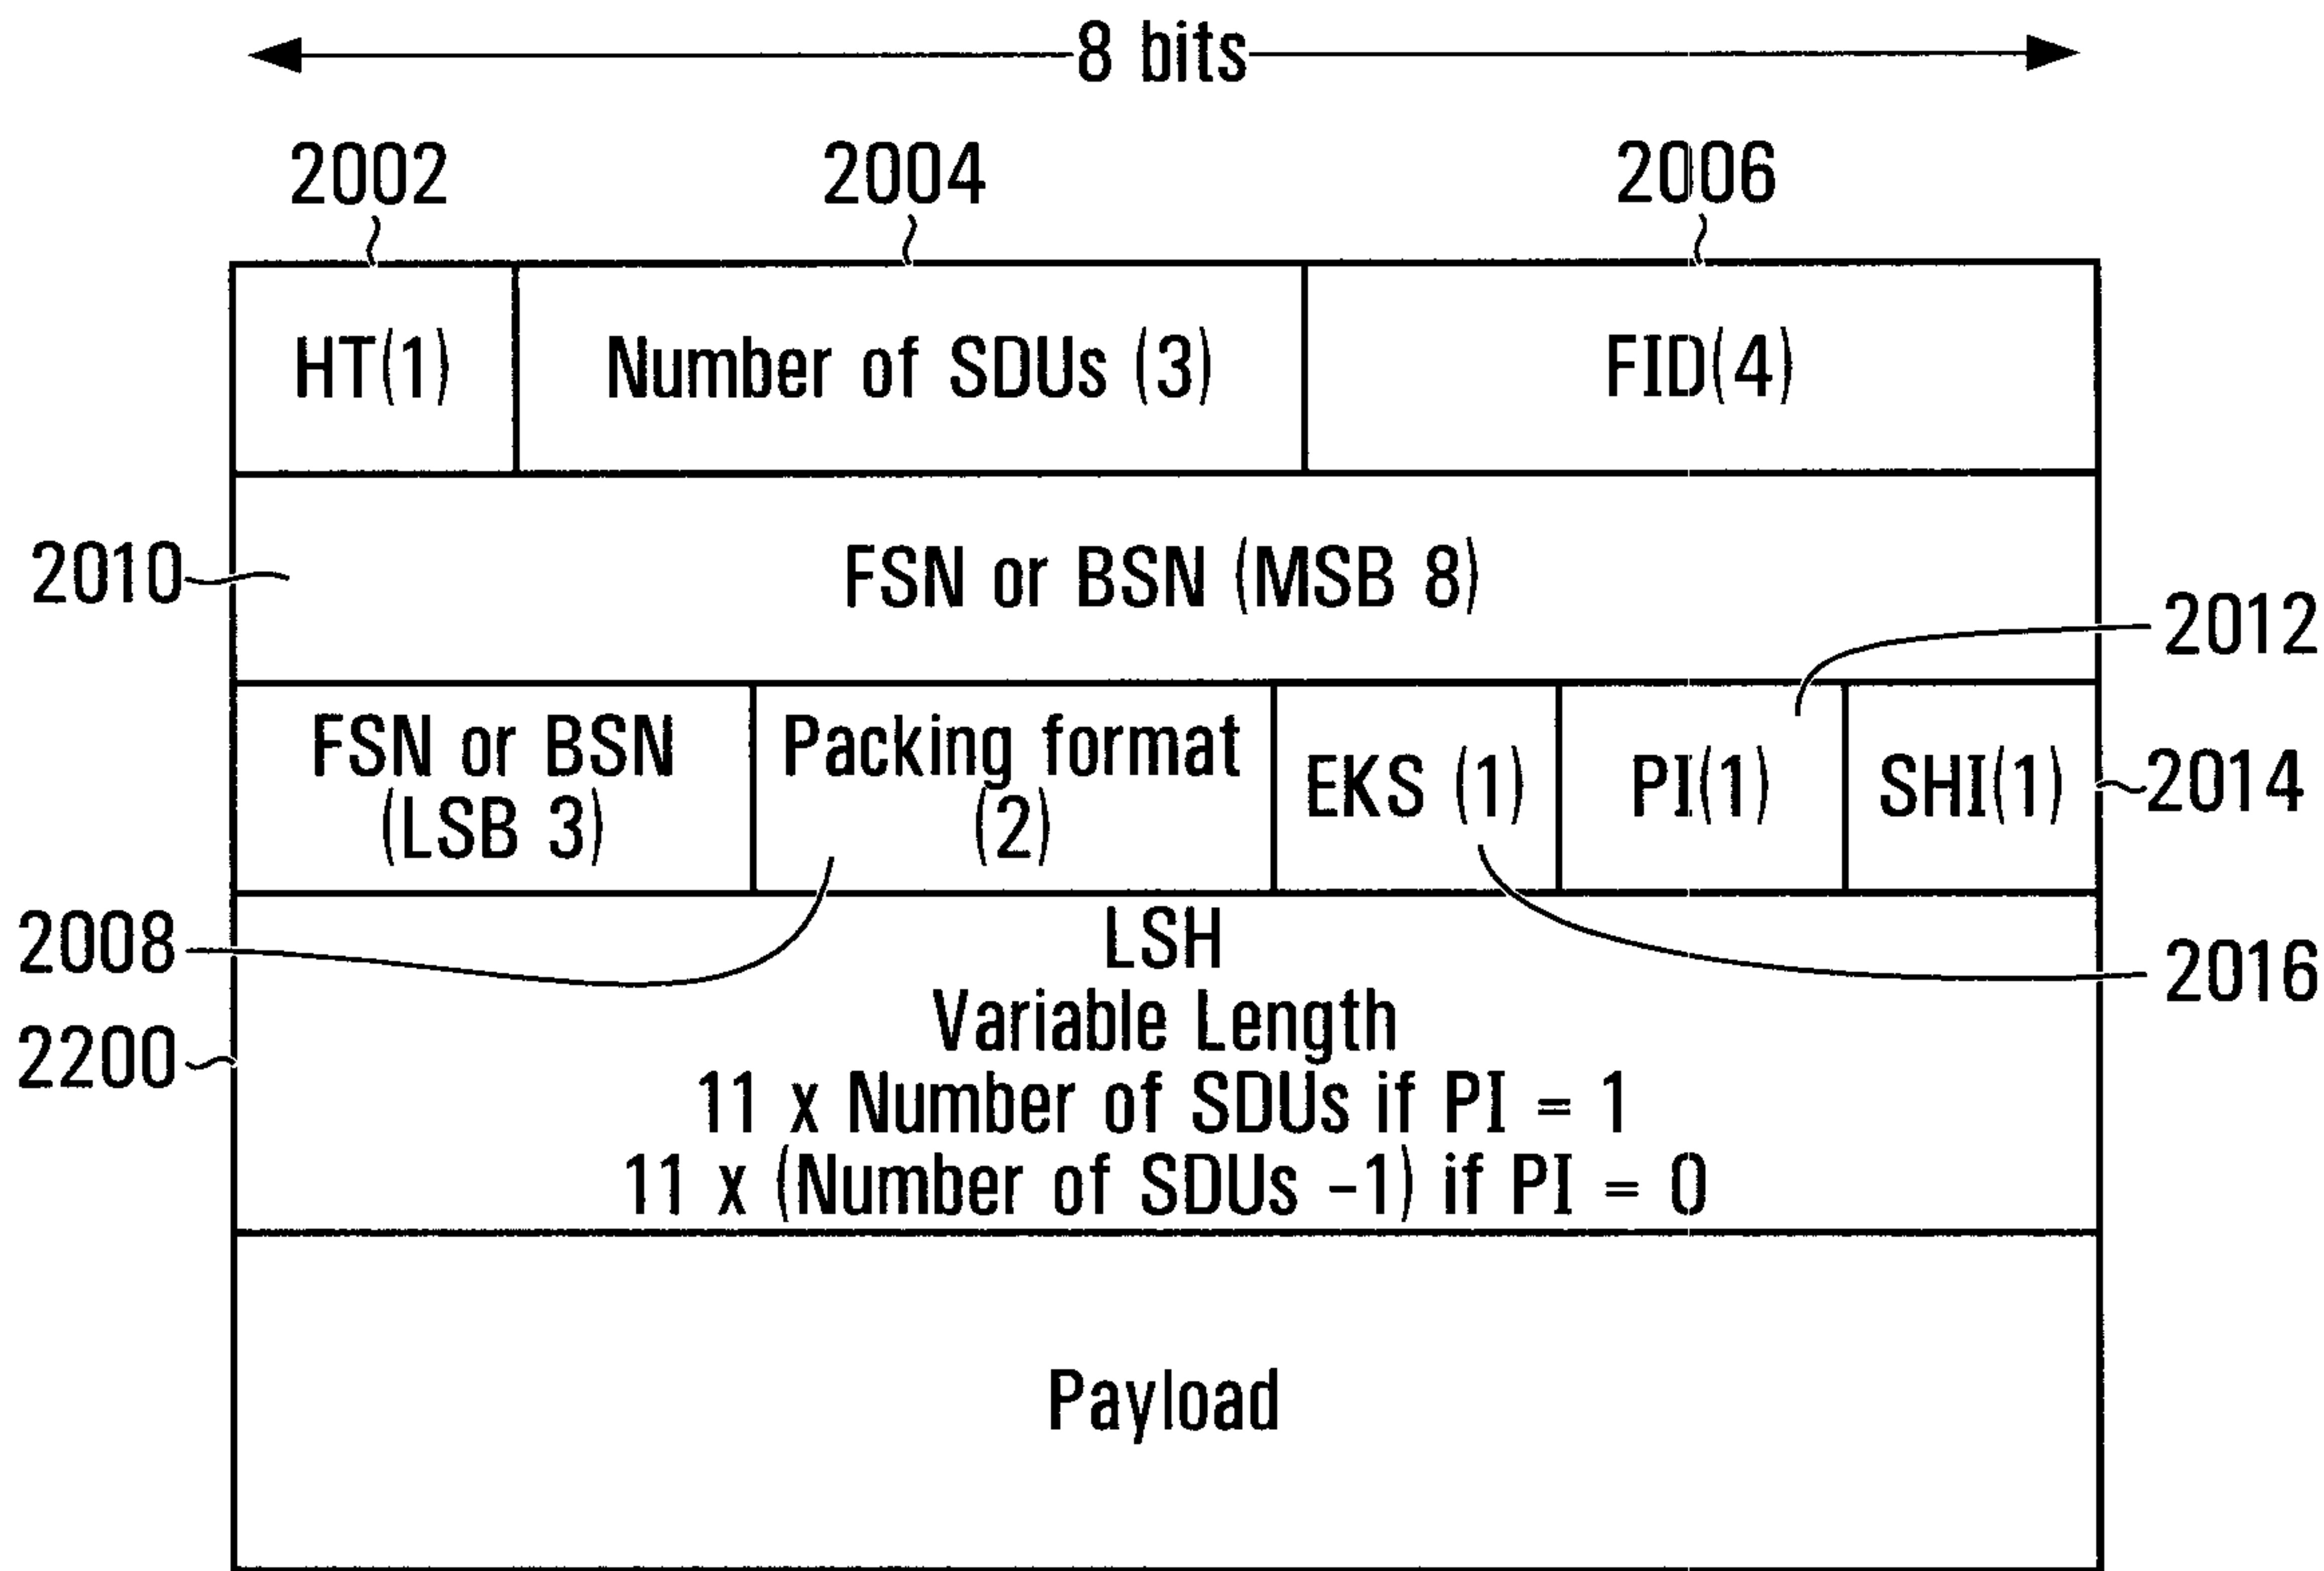 8 bits
2002 2004 2006
HT(1) Number of SDUs (3) FID(4)
2010 FSN or BSN (MSB 8)
2012
FSN or BSN (LSB 3)
Packing format (2)
EKS (1) PI(1) SHI(1) 2014
2008
LSH
2016
Variable Length
2200
11 x Number of SDUs if PI = 1
11 x (Number of SDUs -1) if PI = 0
Payload